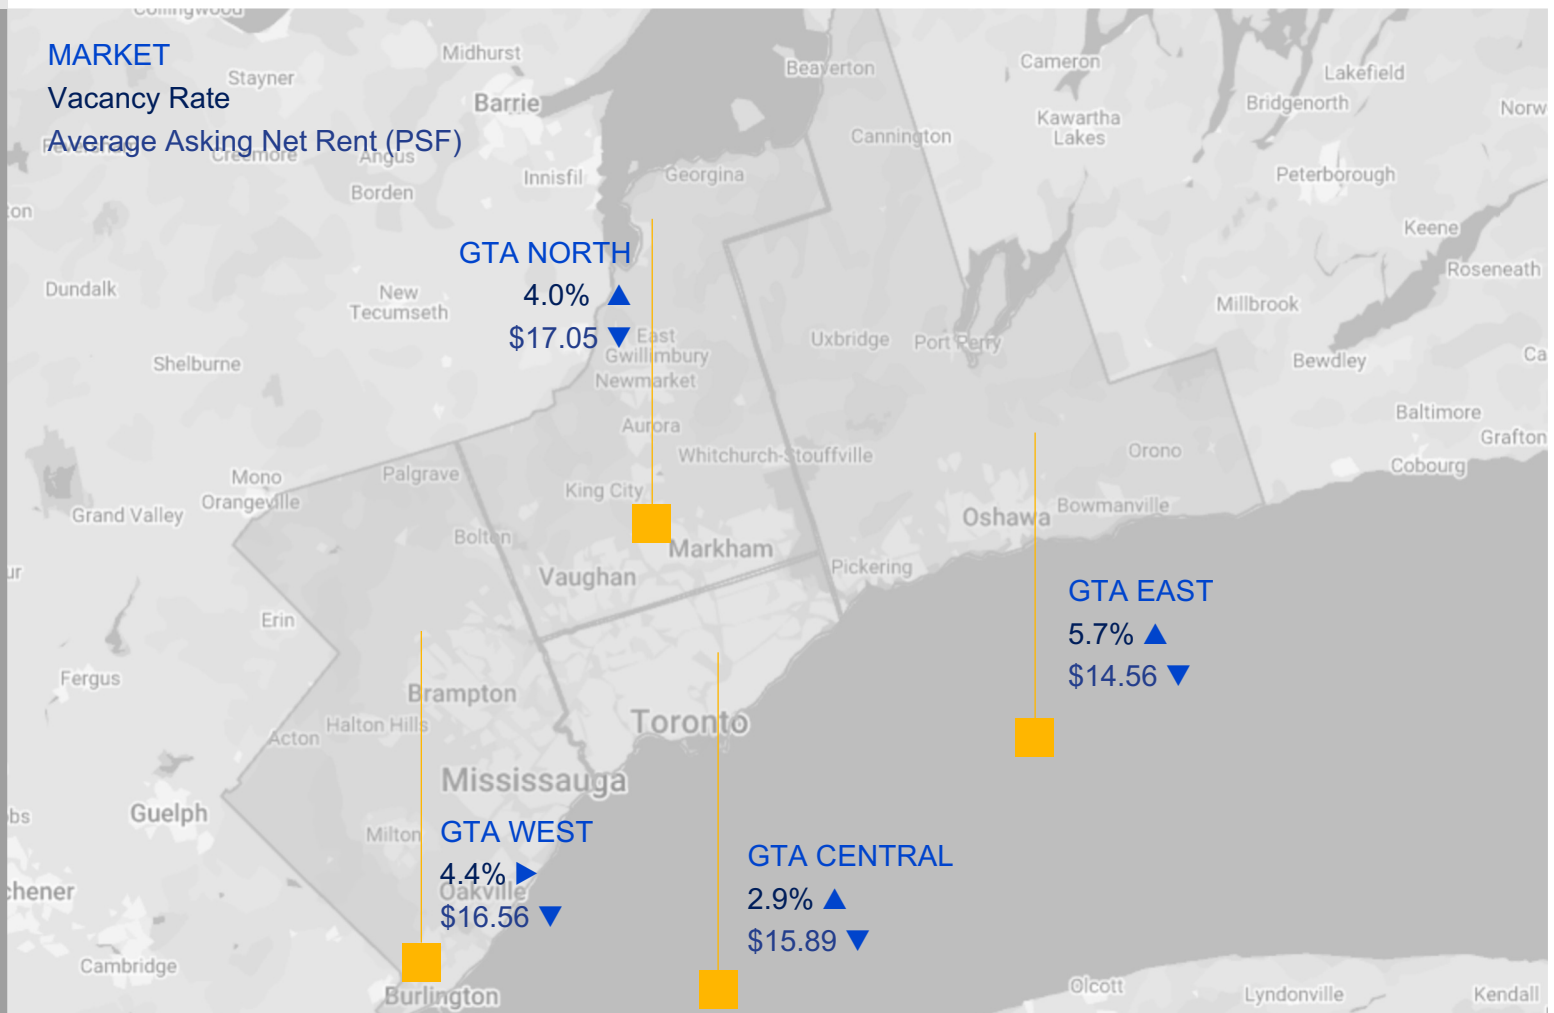 Collingwood
MARKET
Vacancy Rate
Average Asking Net Rent (PSF)
Stayner
Midhurst
Barrie
Creemore
Angus
Borden
Innisfil
Georgina
Beaverton
Cannington
Cameron
Kawartha
Lakes
Lakefield
Bridgenorth
Peterborough
Keene
Roseneath
Millbrook
Bewdley
Baltimore
Grafton
Cobourg
GTA NORTH
4.0% ▲
$17.05 ▼
Dundalk
New
Tecumseth
Shelburne
East
Gwillimbury
Newmarket
Aurora
Uxbridge
Port Perry
Whitchurch-Stouffville
Mono
Orangeville
Grand Valley
Palgrave
Bolton
King City
Markham
Vaughan
Orono
Bowmanville
Oshawa
Pickering
GTA EAST
5.7% ▲
$14.56 ▼
Erin
Fergus
Brampton
Halton Hills
Acton
Toronto
Mississauga
Guelph
Milton
GTA WEST
4.4% ►
Oakville
$16.56 ▼
GTA CENTRAL
2.9% ▲
$15.89 ▼
Cambridge
Burlington
Olcott
Lyndonville
Kendall